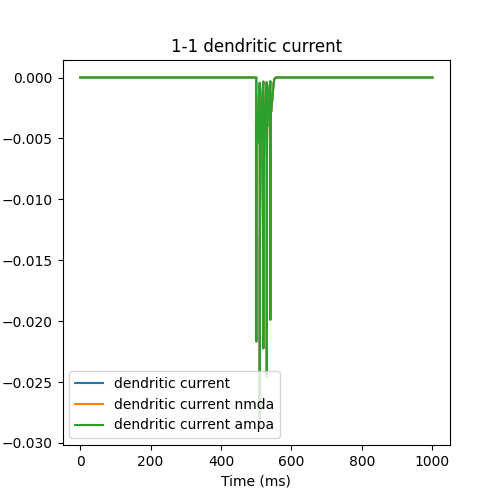 1-1 dendritic current
0.000
−0.005
−0.010
−0.015
−0.020
−0.025
−0.030
dendritic current
dendritic current nmda
dendritic current ampa
0 200 400 600 800 1000
Time (ms)